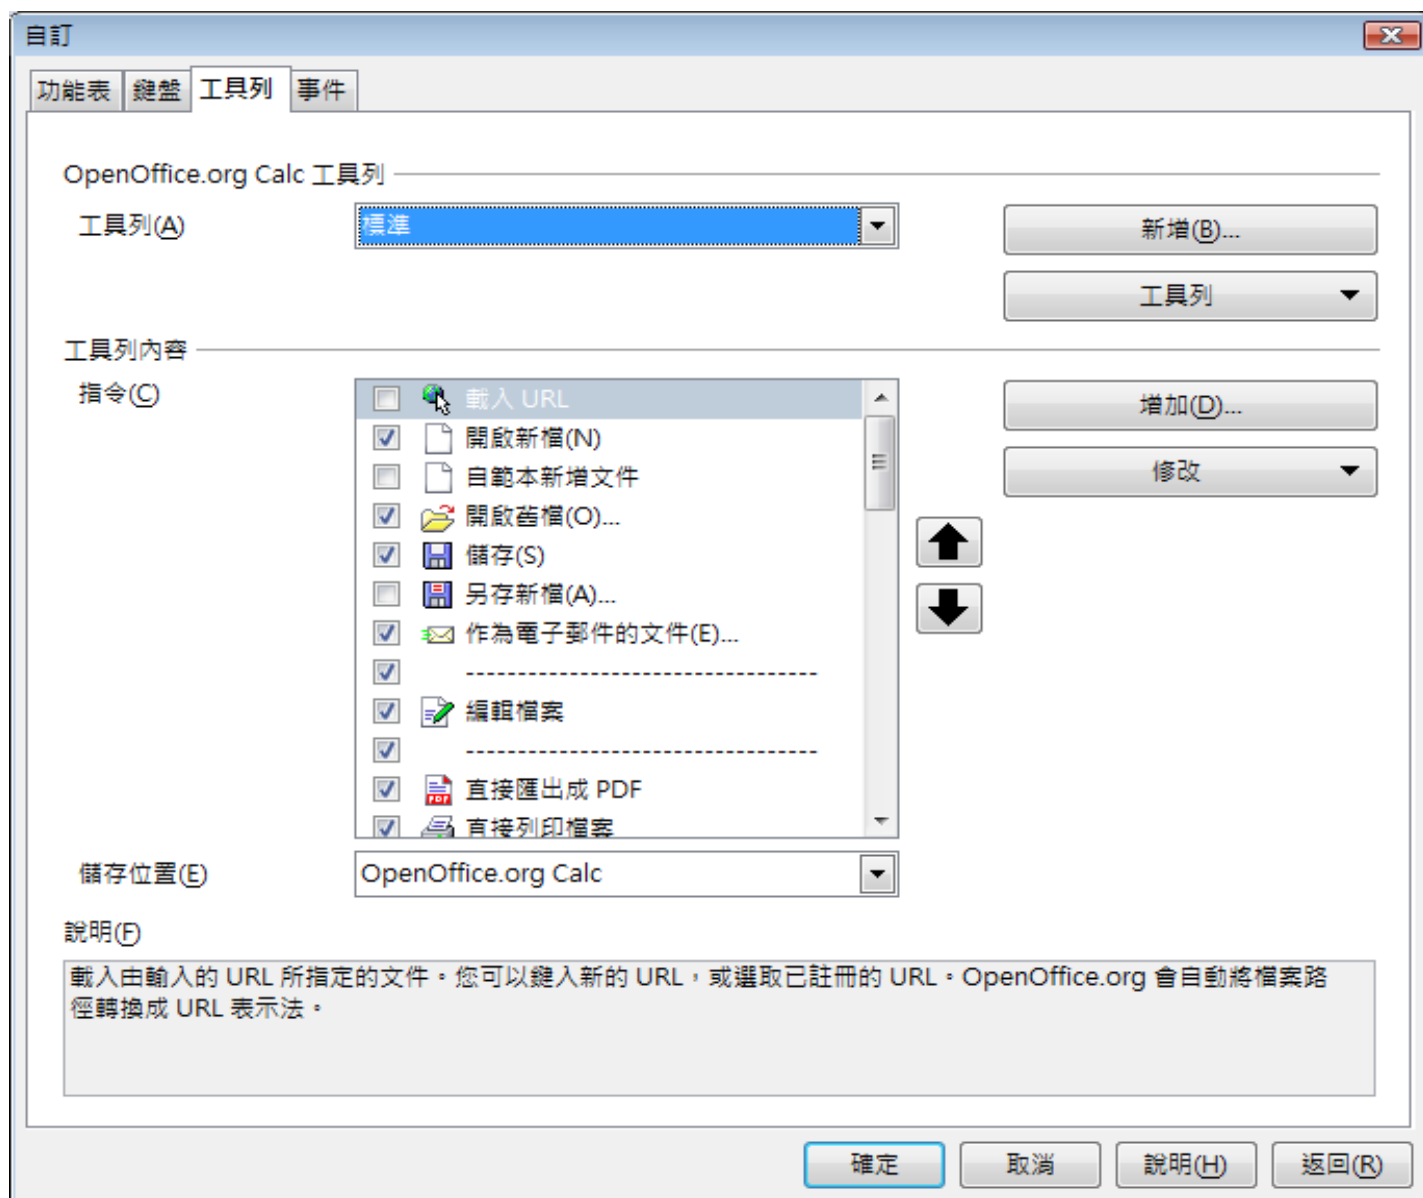 自訂
功能表 鍵盤 工具列 事件
OpenOffice.org Calc 工具列
工具列(A) 標準 新增(B)...
工具列
工具列內容
指令(C) 載入 URL 增加(D)...
開啟新檔(N)
自範本新增文件 修改
開啟舊檔(O)...
儲存(S)
另存新檔(A)...
作為電子郵件的文件(E)...
---------------------------------
編輯檔案
---------------------------------
直接匯出成 PDF
直接列印檔案
儲存位置(E) OpenOffice.org Calc
說明(F)
載入由輸入的 URL 所指定的文件。您可以鍵入新的 URL，或選取已註冊的 URL。OpenOffice.org 會自動將檔案路
徑轉換成 URL 表示法。
確定 取消 說明(H) 返回(R)